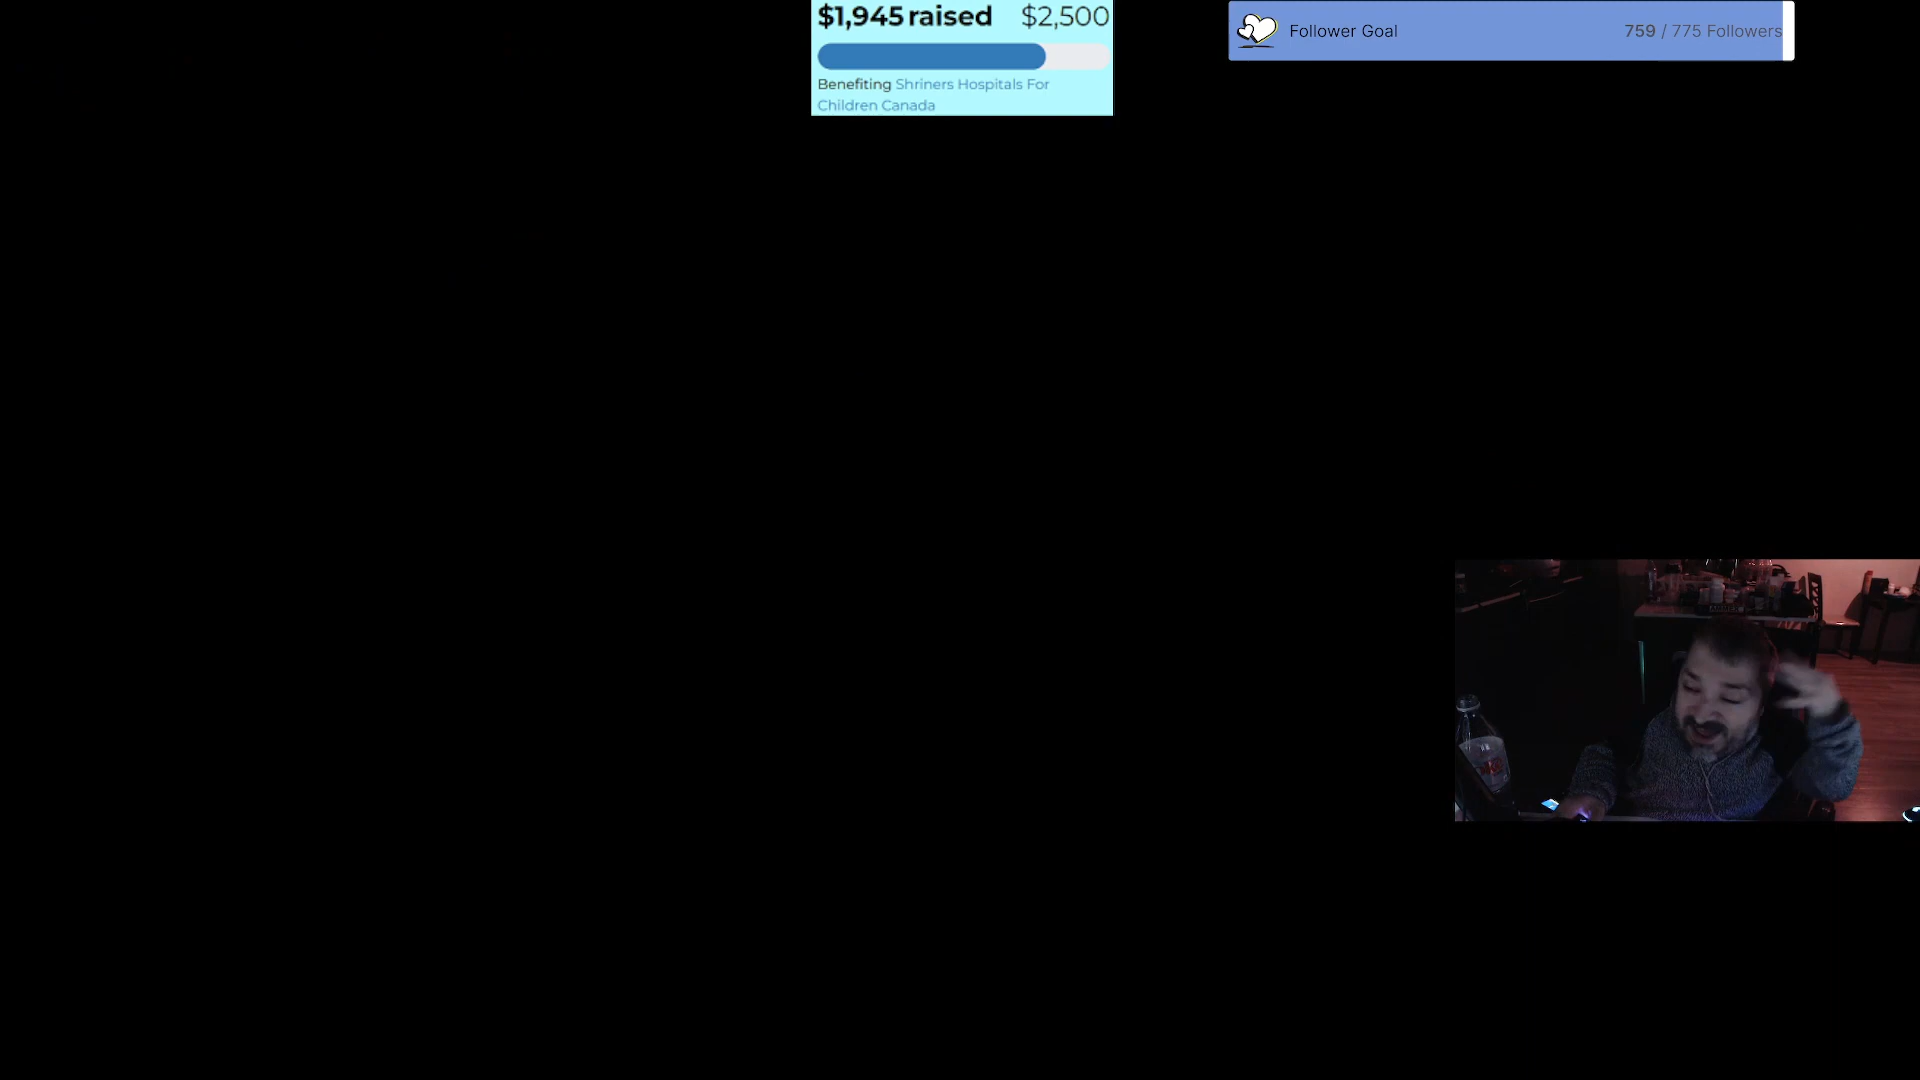 $1,945 raised $2,500
Benefiting Shriners Hospitals For
Children Canada
Follower Goal 759 / 775 Followers